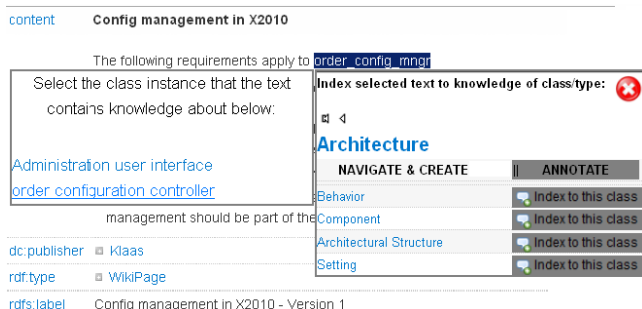 content Config management in X2010
The following requirements apply to order_config_mngr
Select the class instance that the text
contains knowledge about below:
Administration user interface
order configuration controller
Index selected text to knowledge of class/type:
Architecture
NAVIGATE & CREATE || ANNOTATE
Behavior Index to this class
Component Index to this class
Architectural Structure Index to this class
Setting Index to this class
management should be part of the
dc:publisher Klaas
rdf:type WikiPage
rdfs:label Config management in X2010 - Version 1